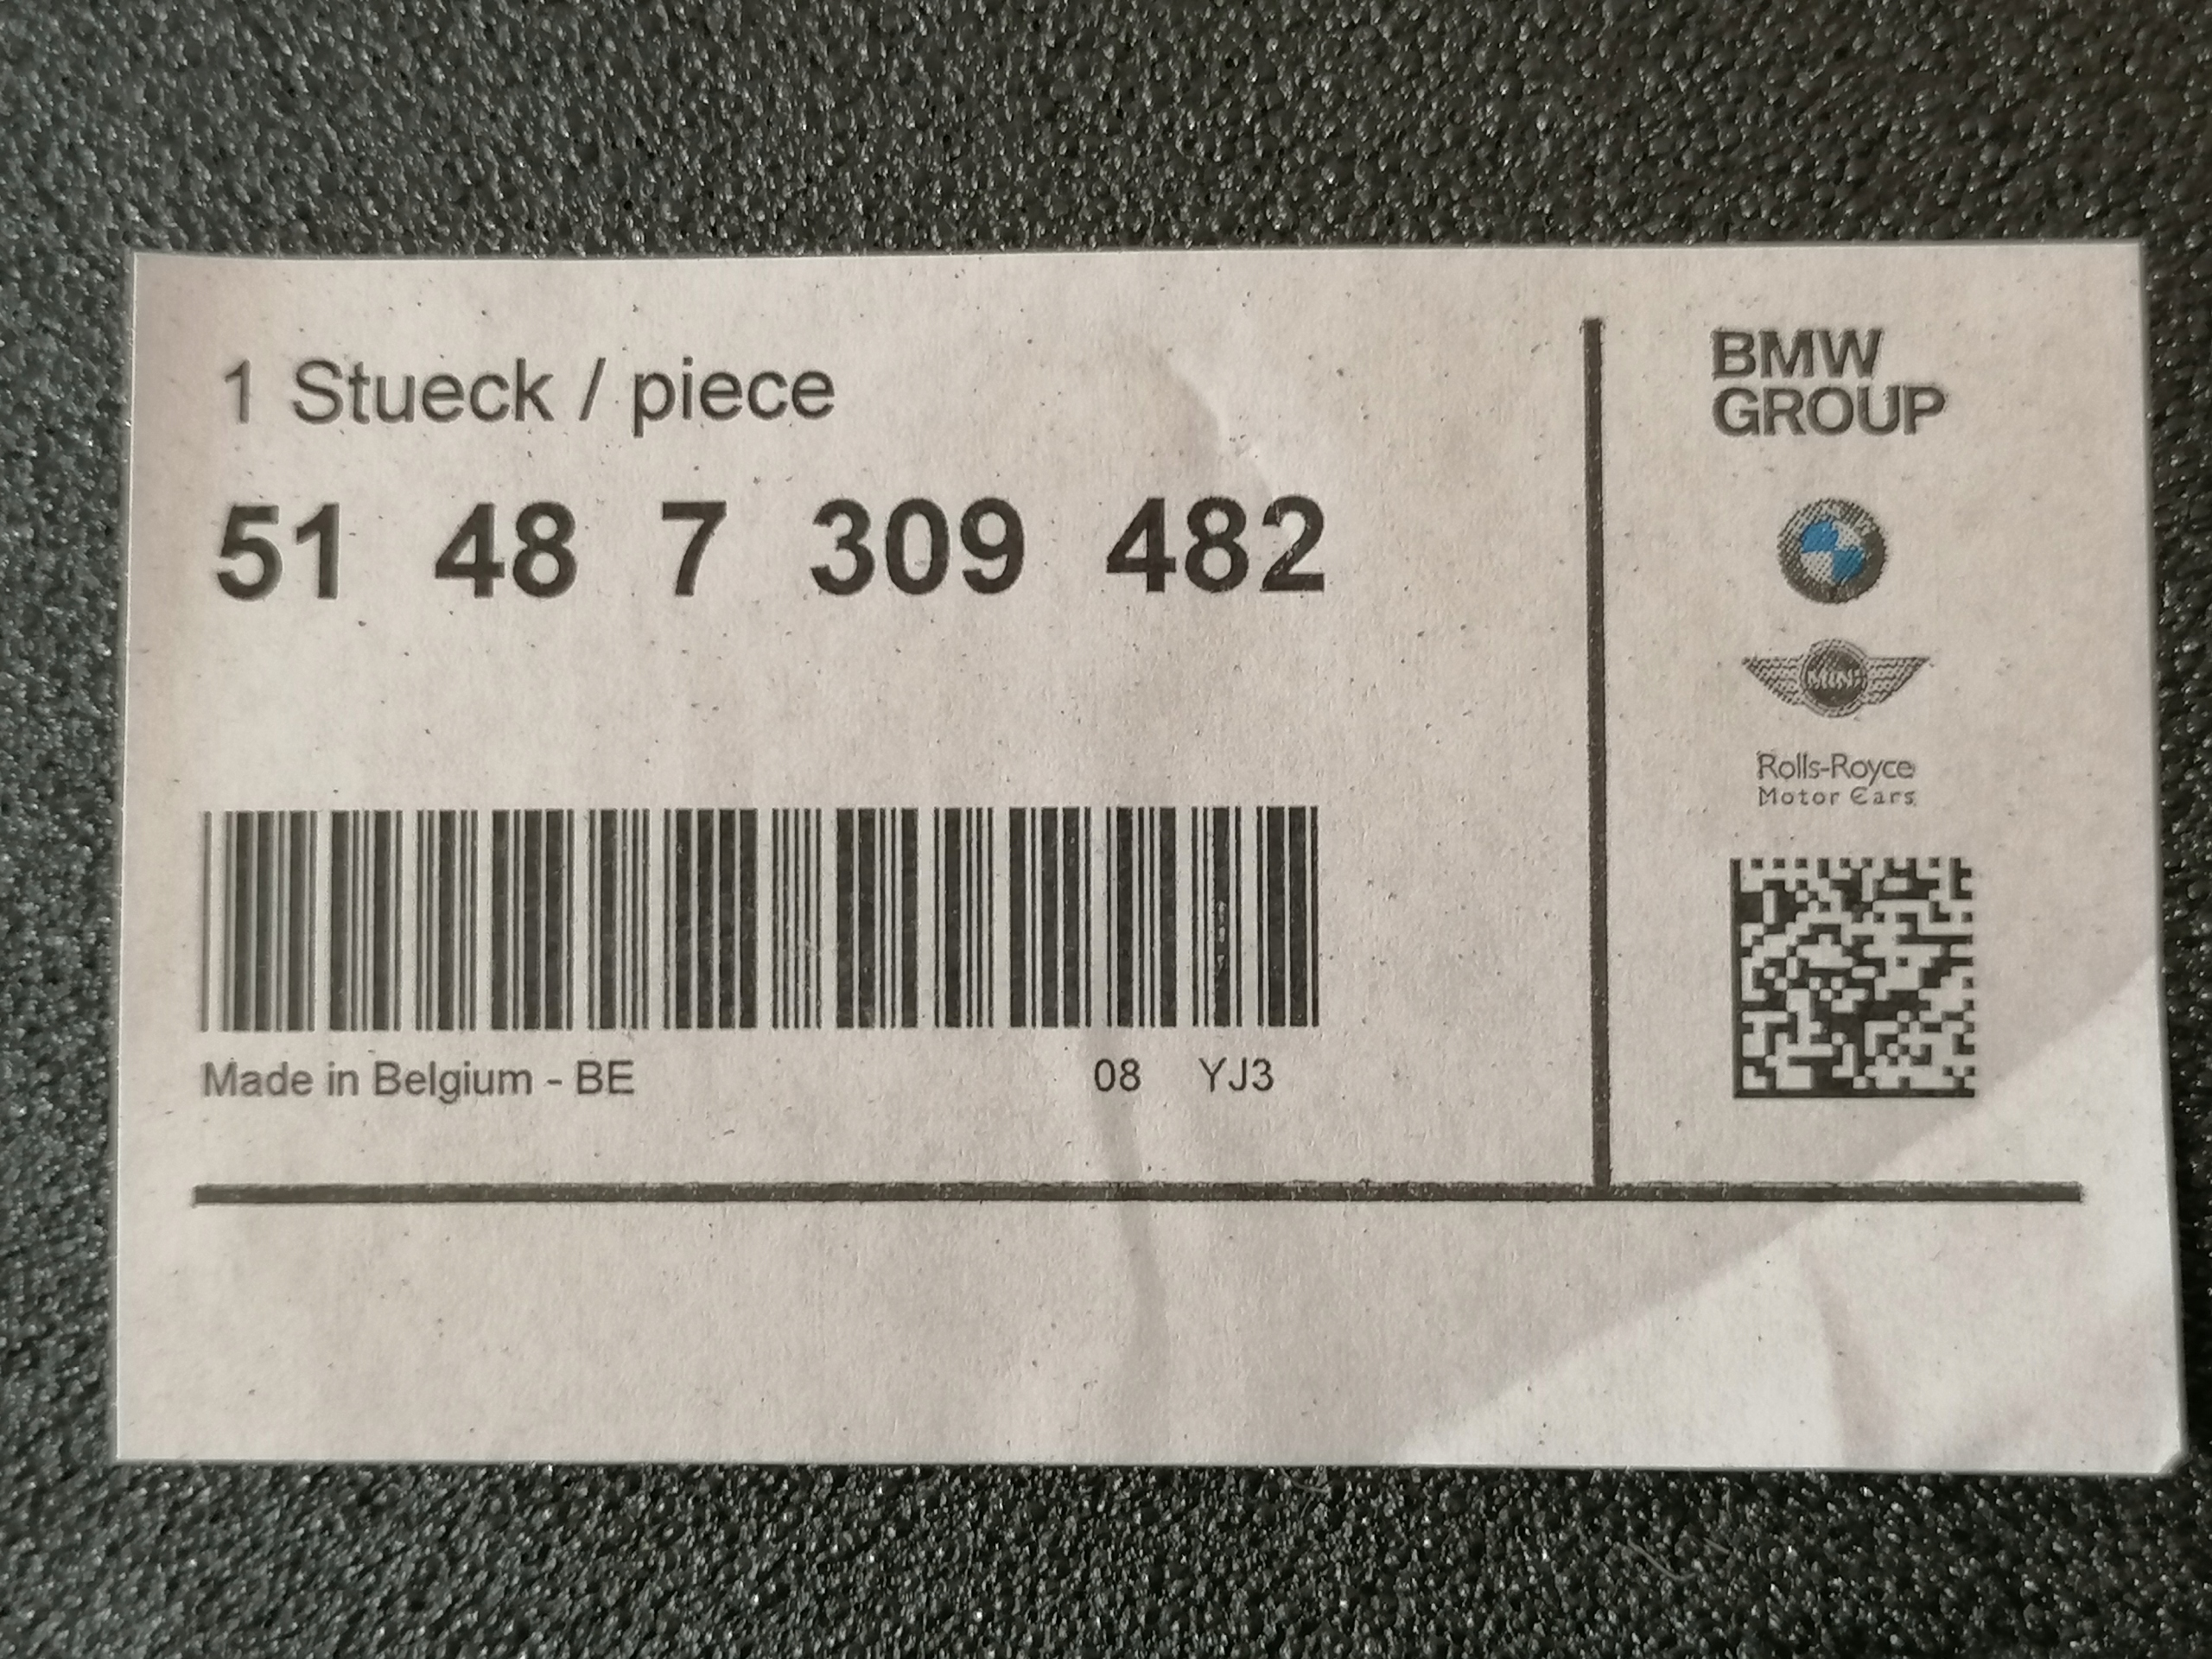 1 Stueck / piece
51 48 7 309 482
Made in Belgium - BE
08 YJ3
BMW
GROUP
MINI
Rolls-Royce
Motor Cars